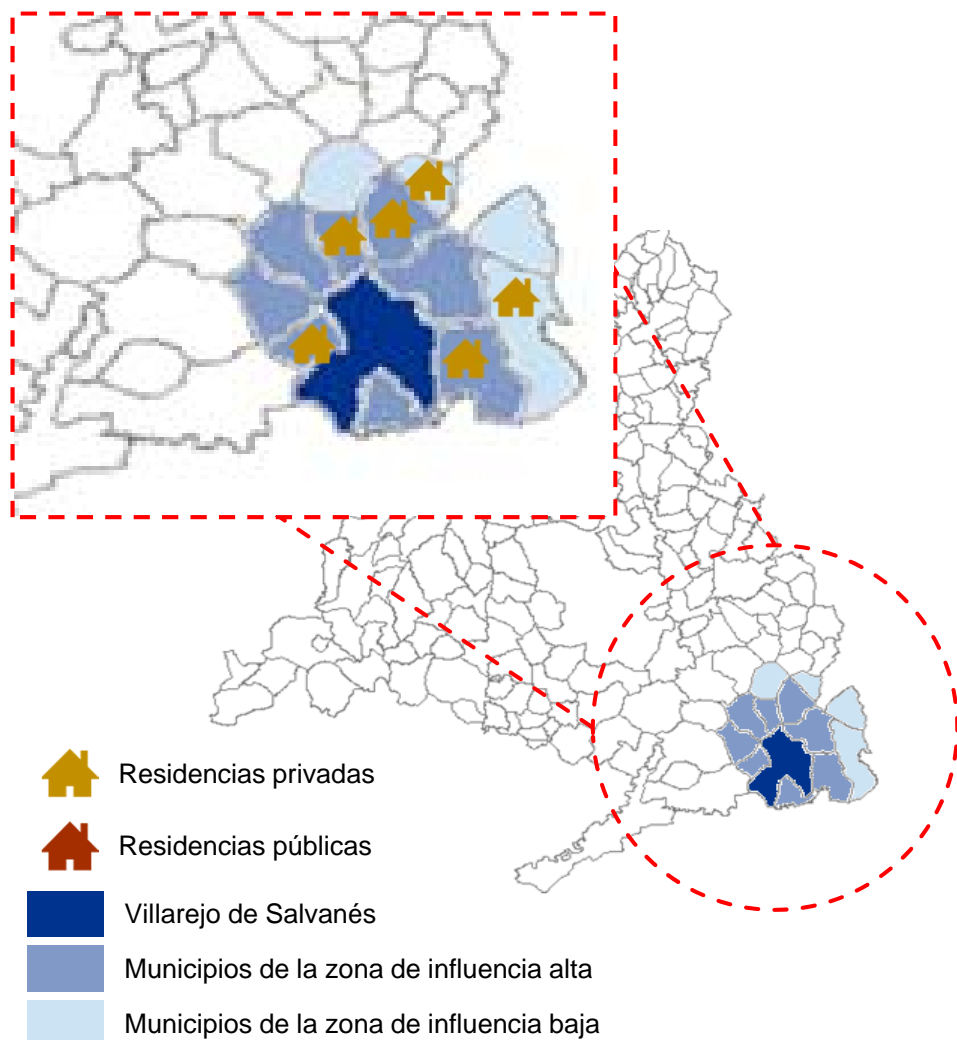 Residencias privadas
Residencias públicas
Villarejo de Salvanés
Municipios de la zona de influencia alta
Municipios de la zona de influencia baja